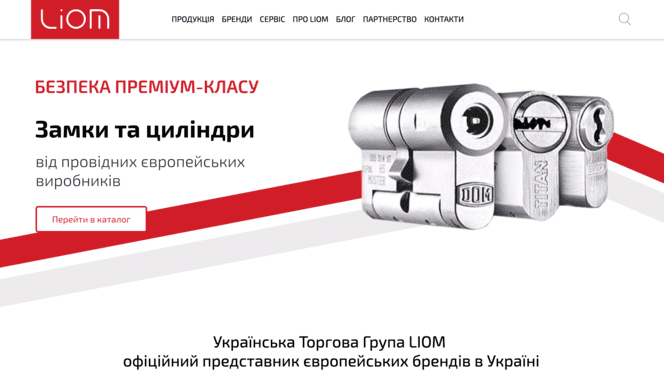 LiOM
ПРОДУКЦІЯ БРЕНДИ СЕРВІС ПРО LIOM БЛОГ ПАРТНЕРСТВО КОНТАКТИ
БЕЗПЕКА ПРЕМІУМ-КЛАСУ
Замки та циліндри
від провідних європейських
виробників
Перейти в каталог
DOM
TITAN
Українська Торгова Група LIOM
офіційний представник європейських брендів в Україні